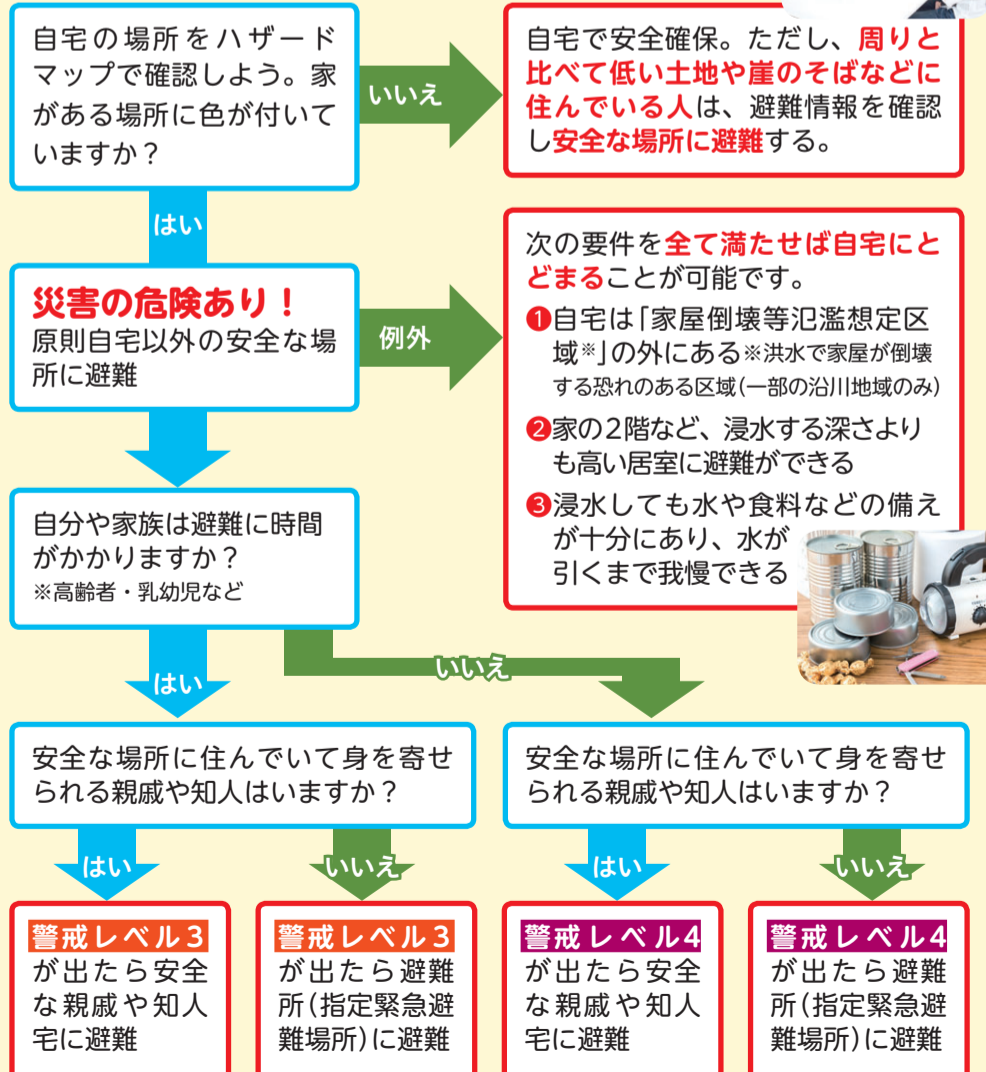 自宅の場所をハザード
マップで確認しよう。家
がある場所に色が付いて
いますか？
いいえ
自宅で安全確保。ただし、周りと
比べて低い土地や崖のそばなどに
住んでいる人は、避難情報を確認
し安全な場所に避難する。
はい
災害の危険あり！
原則自宅以外の安全な場
所に避難
例外
次の要件を全て満たせば自宅にと
どまることが可能です。
❶自宅は「家屋倒壊等氾濫想定区
域※」の外にある※洪水で家屋が倒壊
する恐れのある区域(一部の沿川地域のみ)
❷家の2階など、浸水する深さより
も高い居室に避難ができる
❸浸水しても水や食料などの備え
が十分にあり、水が
引くまで我慢できる
自分や家族は避難に時間
がかかりますか？
※高齢者・乳幼児など
はい
いいえ
安全な場所に住んでいて身を寄せ
られる親戚や知人はいますか？
安全な場所に住んでいて身を寄せ
られる親戚や知人はいますか？
はい
いいえ
はい
いいえ
警戒レベル3
が出たら安全
な親戚や知人
宅に避難
警戒レベル3
が出たら避難
所(指定緊急避
難場所)に避難
警戒レベル4
が出たら安全
な親戚や知人
宅に避難
警戒レベル4
が出たら避難
所(指定緊急避
難場所)に避難